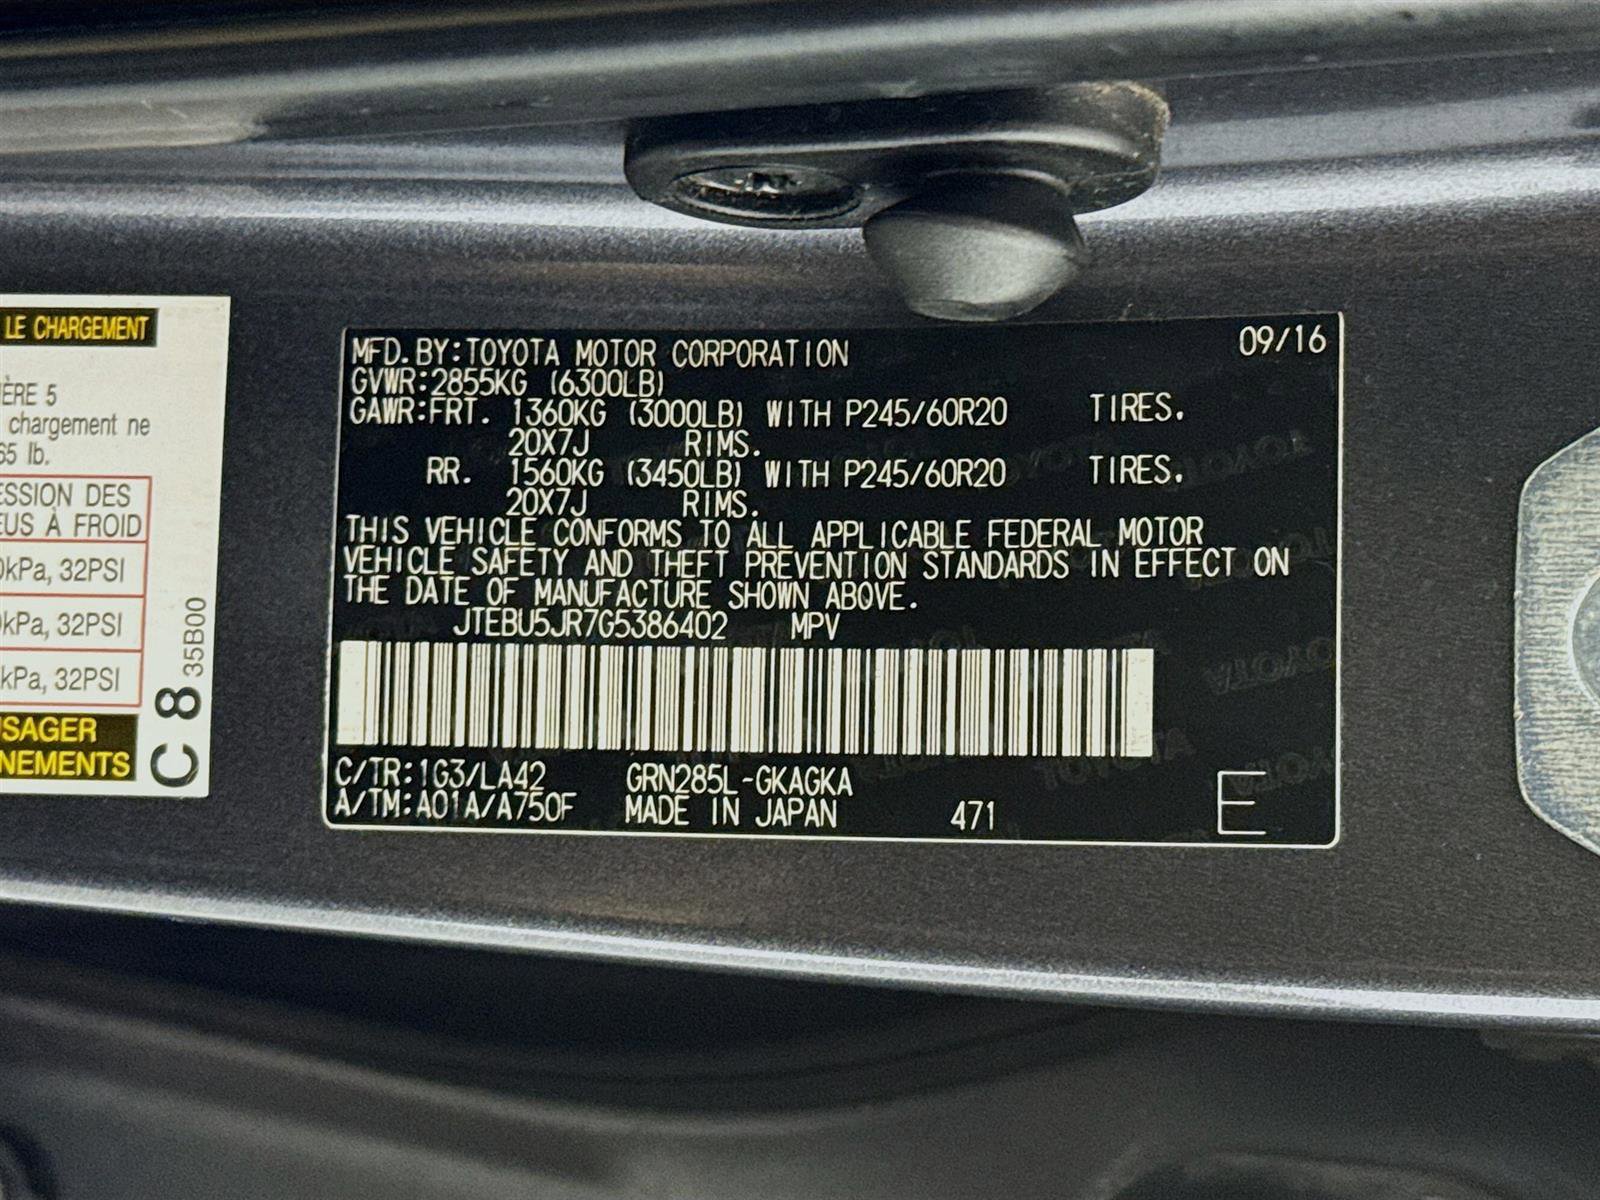 LE CHARGEMENT
ÈRE 5
chargement ne
65 lb.
ESSION DES
EUS À FROID
0kPa, 32PSI
kPa, 32PSI
kPa, 32PSI
35B00
C 8
USAGER
NEMENTS
MFD.BY:TOYOTA MOTOR CORPORATION 09/16
GVWR:2855KG (6300LB)
GAWR:FRT. 1360KG (3000LB) WITH P245/60R20 TIRES.
20X7J RIMS.
RR. 1560KG (3450LB) WITH P245/60R20 TIRES.
20X7J RIMS.
THIS VEHICLE CONFORMS TO ALL APPLICABLE FEDERAL MOTOR
VEHICLE SAFETY AND THEFT PREVENTION STANDARDS IN EFFECT ON
THE DATE OF MANUFACTURE SHOWN ABOVE.
JTEBU5JR7G5386402 MPV
C/TR:1G3/LA42 GRN285L-GKAGKA
A/TM:A01A/A750F MADE IN JAPAN 471 E